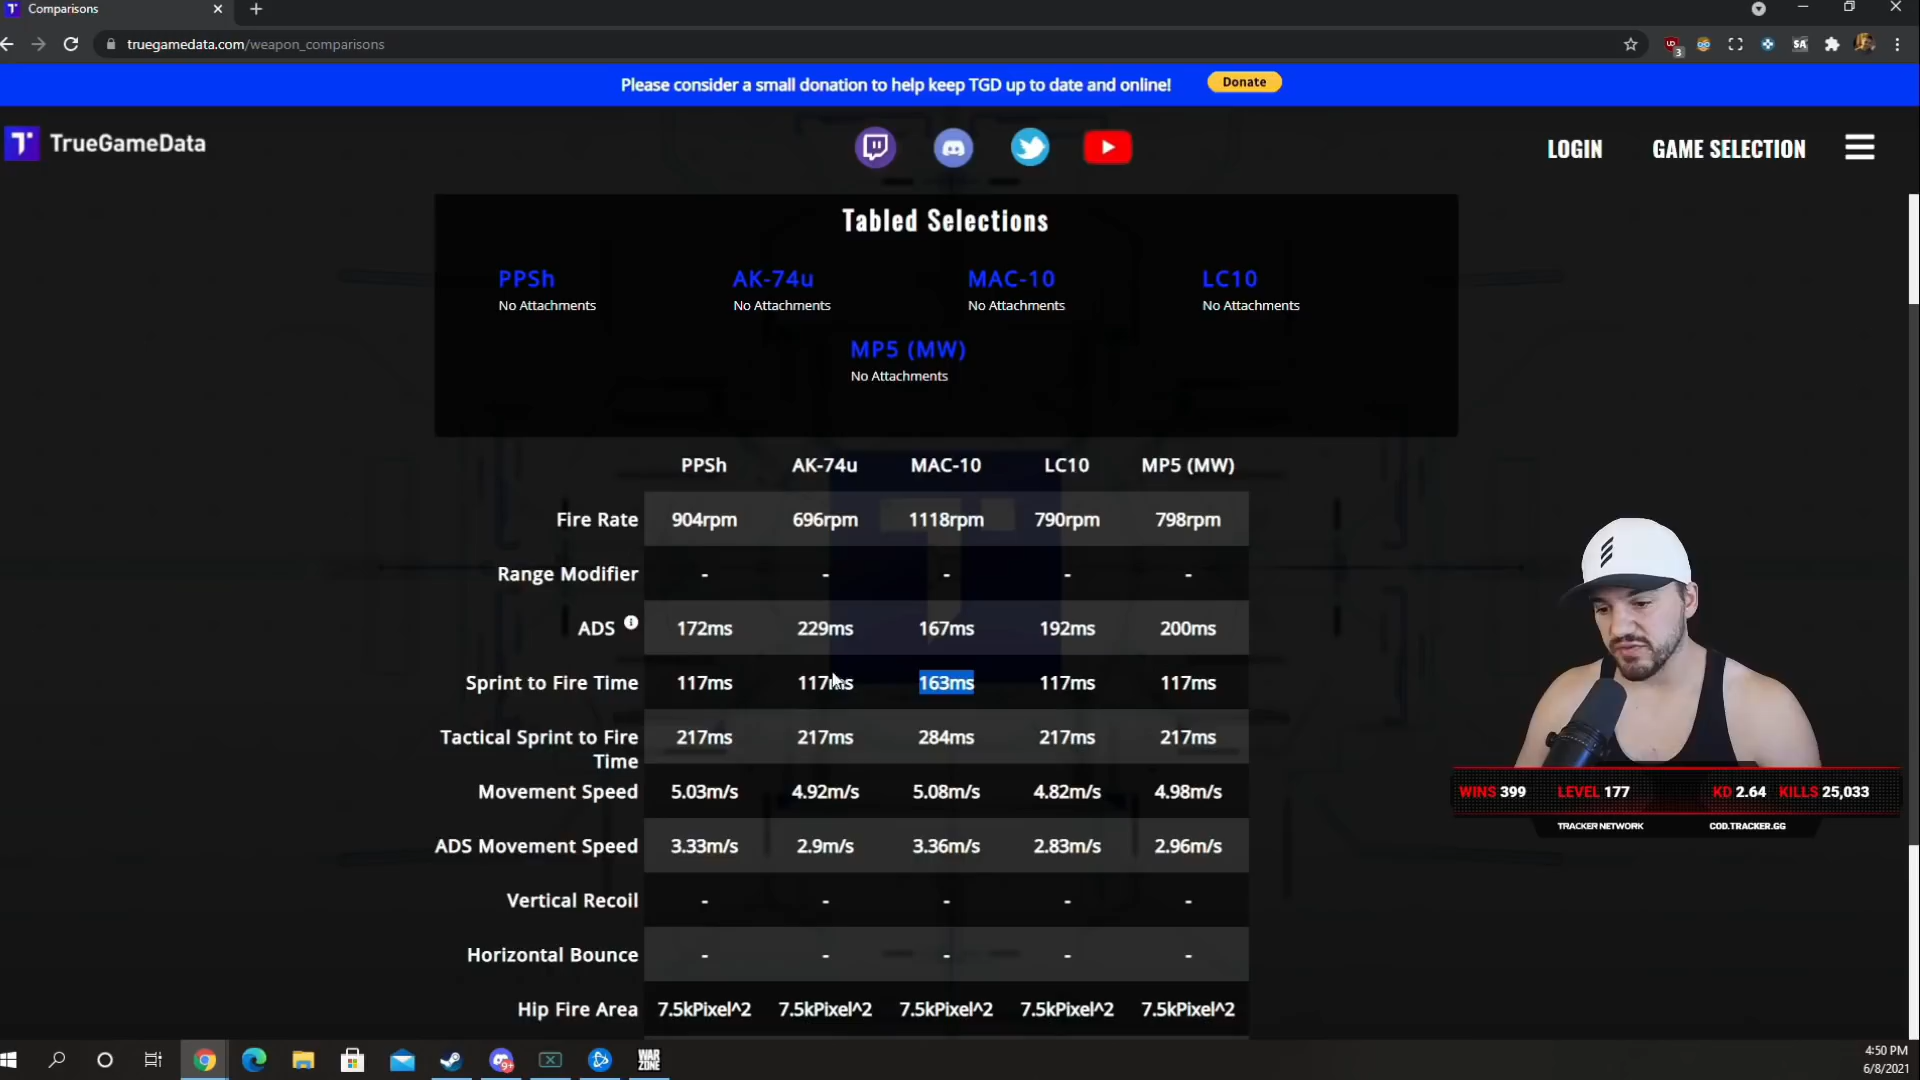 Comparisons
truegamedata.com/weapon_comparisons
Please consider a small donation to help keep TGD up to date and online! Donate
TrueGameData
LOGIN GAME SELECTION
Tabled Selections
PPSh AK-74u MAC-10 LC10
No Attachments No Attachments No Attachments No Attachments
MP5 (MW)
No Attachments
PPSh AK-74u MAC-10 LC10 MP5 (MW)
Fire Rate 904rpm 696rpm 1118rpm 790rpm 798rpm
Range Modifier - - - - -
ADS 172ms 229ms 167ms 192ms 200ms
Sprint to Fire Time 117ms 117ms 163ms 117ms 117ms
Tactical Sprint to Fire 217ms 217ms 284ms 217ms 217ms
Time
Movement Speed 5.03m/s 4.92m/s 5.08m/s 4.82m/s 4.98m/s
WINS 399 LEVEL 177 KD 2.64 KILLS 25,033
TRACKER NETWORK COD.TRACKER.GG
ADS Movement Speed 3.33m/s 2.9m/s 3.36m/s 2.83m/s 2.96m/s
Vertical Recoil - - - - -
Horizontal Bounce - - - - -
Hip Fire Area 7.5kPixel^2 7.5kPixel^2 7.5kPixel^2 7.5kPixel^2 7.5kPixel^2
WAR
ZONE
4:50 PM
6/8/2021